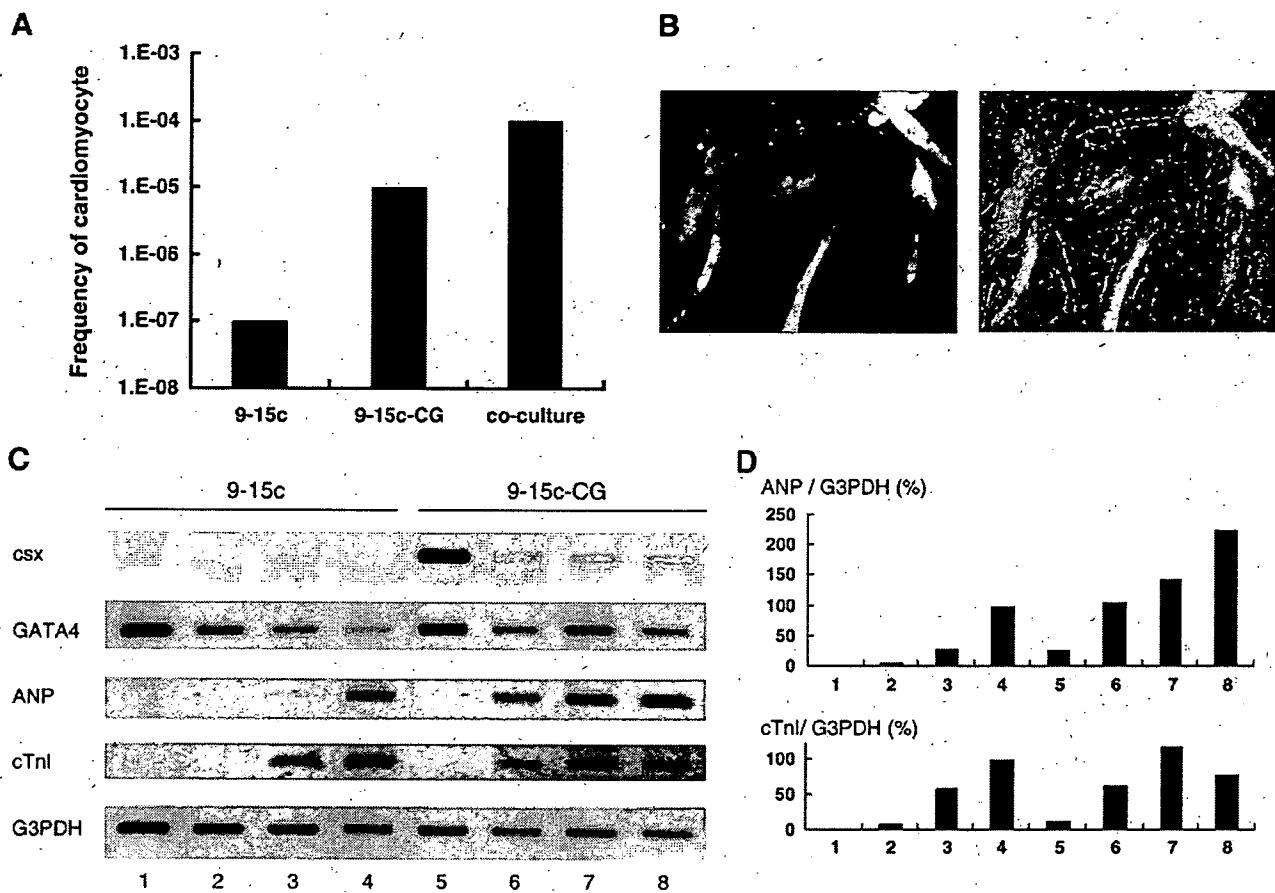 A
Frequency of cardiomyocyte
1.E-03
1.E-04
1.E-05
1.E-06
1.E-07
1.E-08
9-15c
9-15c-CG
co-culture
B
C
9-15c
9-15c-CG
csx
GATA4
ANP
cTnI
G3PDH
1 2 3 4 5 6 7 8
D
ANP / G3PDH (%)
250
200
150
100
50
0
1 2 3 4 5 6 7 8
cTnI/ G3PDH (%)
100
50
0
1 2 3 4 5 6 7 8